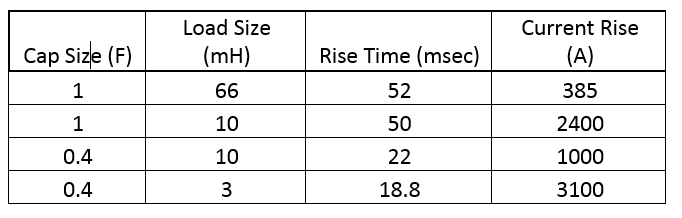 Cap Size (F) Load Size (mH) Rise Time (msec) Current Rise (A)
1 66 52 385
1 10 50 2400
0.4 10 22 1000
0.4 3 18.8 3100